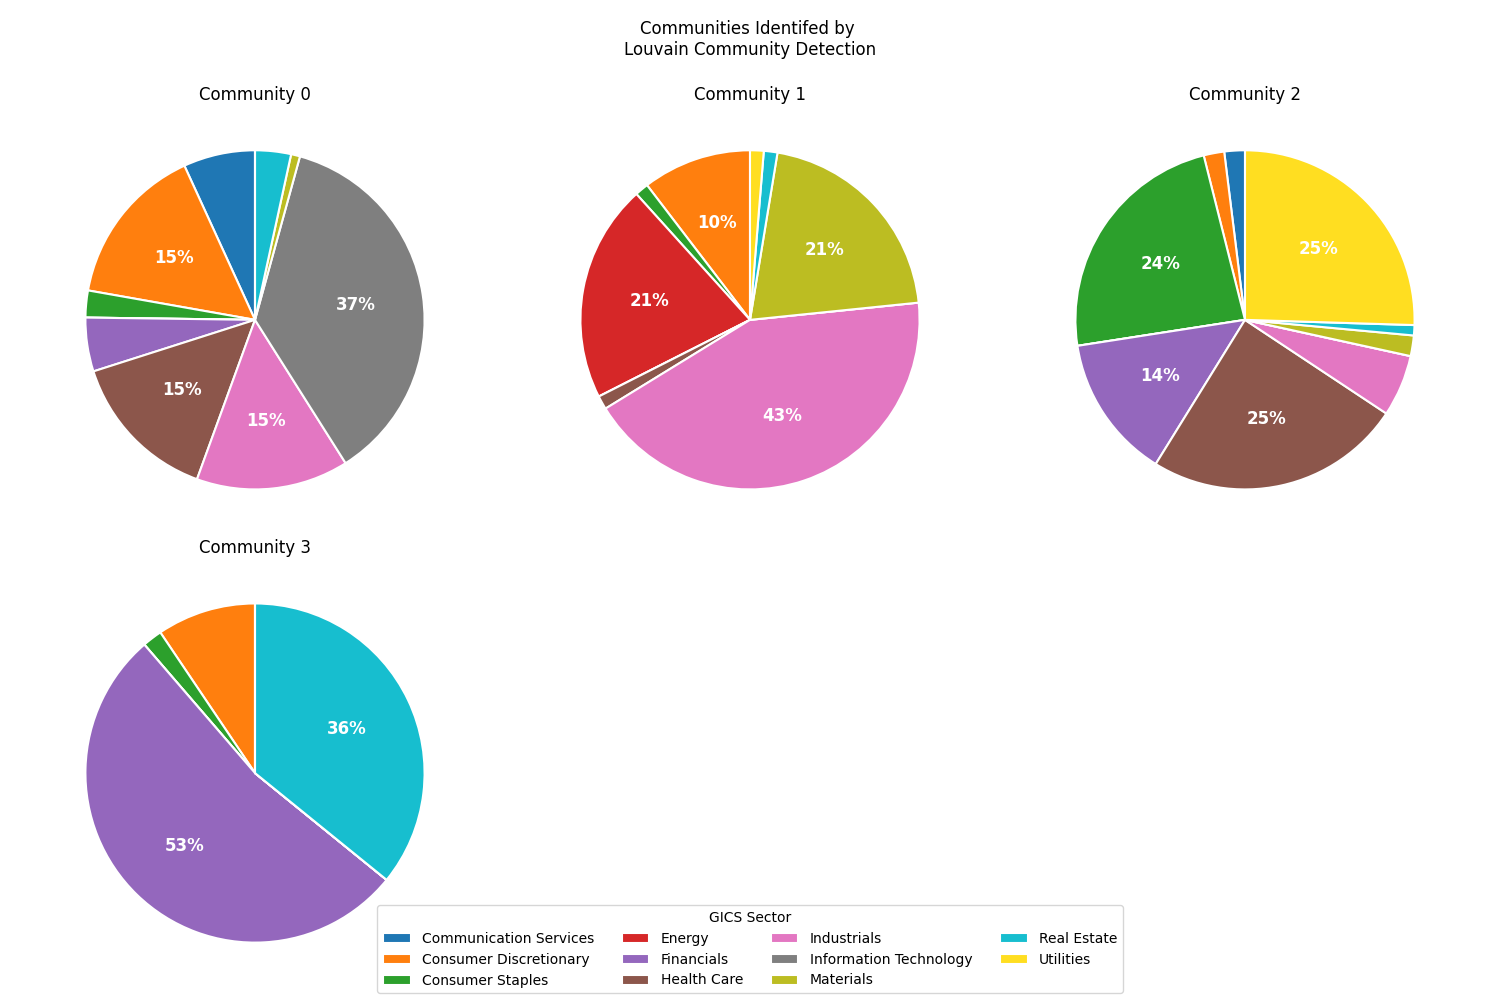 Communities Identifed by
Louvain Community Detection
Community 0
15%
37%
15%
15%
Community 1
10%
21%
21%
43%
Community 2
24%
25%
14%
25%
Community 3
36%
53%
GICS Sector
Communication Services
Consumer Discretionary
Consumer Staples
Energy
Financials
Health Care
Industrials
Information Technology
Materials
Real Estate
Utilities